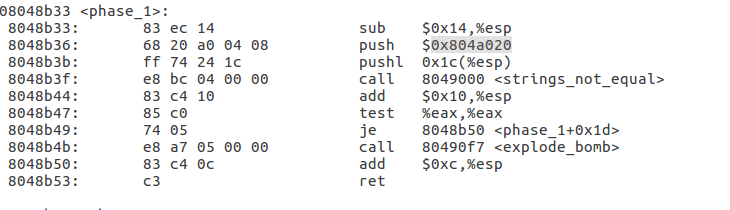 08048b33 <phase_1>:
8048b33: 83 ec 14 sub $0x14,%esp
8048b36: 68 20 a0 04 08 push $0x804a020
8048b3b: ff 74 24 1c pushl 0x1c(%esp)
8048b3f: e8 bc 04 00 00 call 8049000 <strings_not_equal>
8048b44: 83 c4 10 add $0x10,%esp
8048b47: 85 c0 test %eax,%eax
8048b49: 74 05 je 8048b50 <phase_1+0x1d>
8048b4b: e8 a7 05 00 00 call 80490f7 <explode_bomb>
8048b50: 83 c4 0c add $0xc,%esp
8048b53: c3 ret